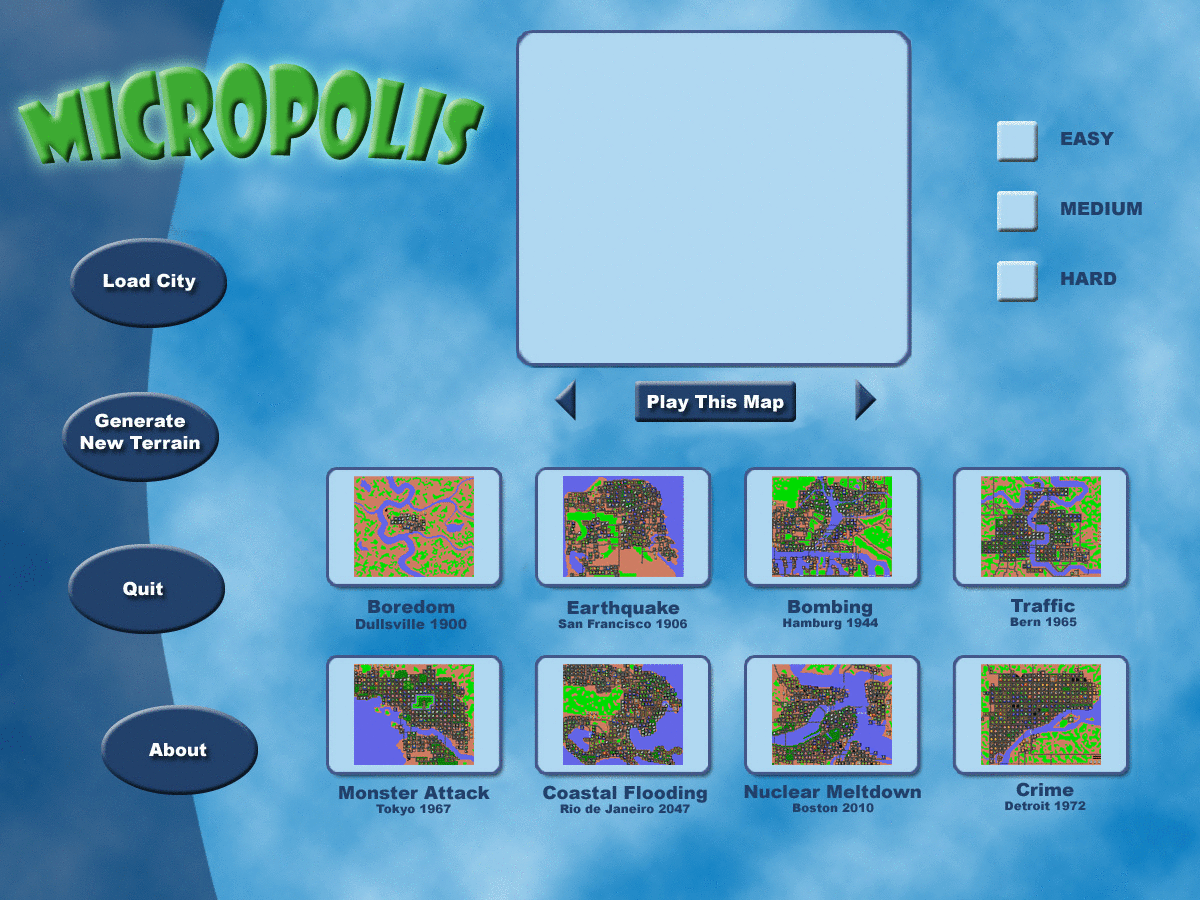 MICROPOLIS
EASY
MEDIUM
HARD
Load City
Generate
New Terrain
Quit
About
Play This Map
Boredom
Dullsville 1900
Earthquake
San Francisco 1906
Bombing
Hamburg 1944
Traffic
Bern 1965
Monster Attack
Tokyo 1967
Coastal Flooding
Rio de Janeiro 2047
Nuclear Meltdown
Boston 2010
Crime
Detroit 1972